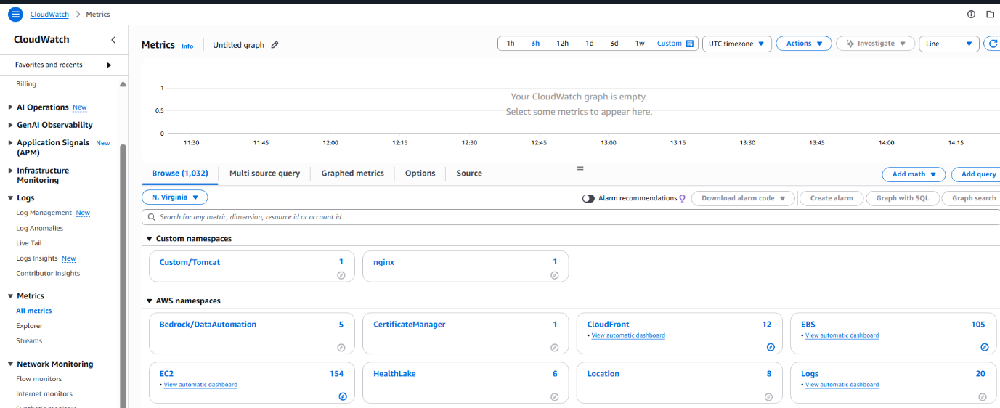 CloudWatch > Metrics
CloudWatch
Favorites and recents
Billing
AI Operations New
GenAI Observability
Application Signals New
(APM)
Infrastructure
Monitoring
Logs
Log Management New
Log Anomalies
Live Tail
Logs Insights New
Contributor Insights
Metrics
All metrics
Explorer
Streams
Network Monitoring
Flow monitors
Internet monitors
Metrics Info Untitled graph
1h 3h 12h 1d 3d 1w Custom UTC timezone Actions Investigate Line
1
0.5
0
Your CloudWatch graph is empty.
Select some metrics to appear here.
11:30 11:45 12:00 12:15 12:30 12:45 13:00 13:15 13:30 13:45 14:00 14:15
Browse (1,032) Multi source query Graphed metrics Options Source Add math Add query
N. Virginia Alarm recommendations Download alarm code Create alarm Graph with SQL Graph search
Search for any metric, dimension, resource id or account id
Custom namespaces
Custom/Tomcat 1
nginx 1
AWS namespaces
Bedrock/DataAutomation 5
CertificateManager 1
CloudFront 12
• View automatic dashboard
EBS 105
• View automatic dashboard
EC2 154
• View automatic dashboard
HealthLake 6
Location 8
Logs 20
• View automatic dashboard